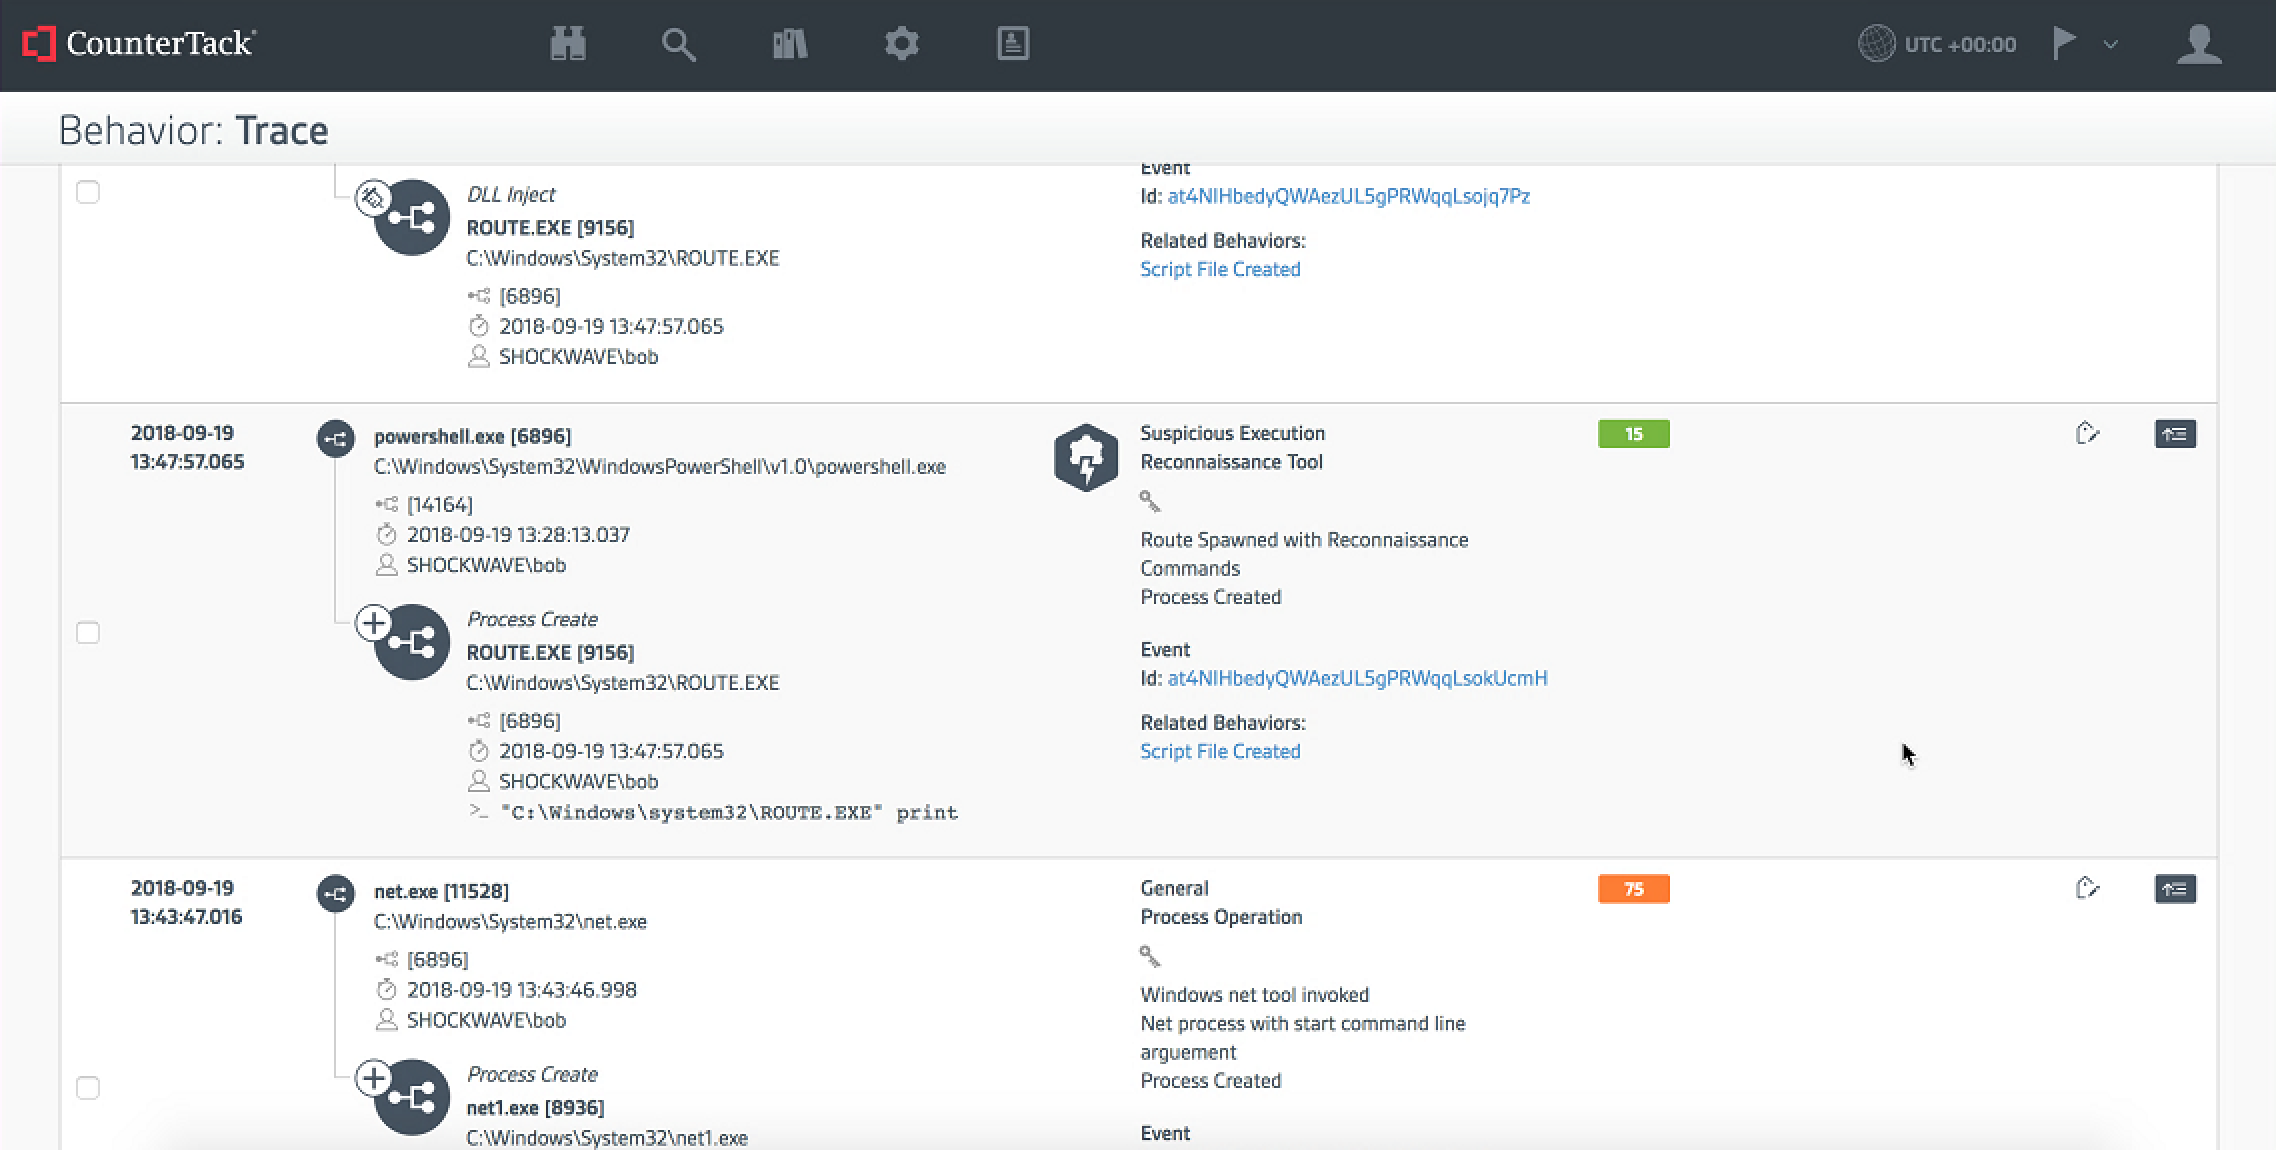 CounterTack®
UTC +00:00
Behavior: Trace
DLL Inject
ROUTE.EXE [9156]
C:\Windows\System32\ROUTE.EXE
[6896]
2018-09-19 13:47:57.065
SHOCKWAVE\bob
Event
Id: at4NIHbedyQWAezUL5gPRWqqLsojq7Pz
Related Behaviors:
Script File Created
2018-09-19
13:47:57.065
powershell.exe [6896]
C:\Windows\System32\WindowsPowerShell\v1.0\powershell.exe
[14164]
2018-09-19 13:28:13.037
SHOCKWAVE\bob
Process Create
ROUTE.EXE [9156]
C:\Windows\System32\ROUTE.EXE
[6896]
2018-09-19 13:47:57.065
SHOCKWAVE\bob
>_ "C:\Windows\system32\ROUTE.EXE" print
Suspicious Execution
Reconnaissance Tool
Route Spawned with Reconnaissance
Commands
Process Created
Event
Id: at4NIHbedyQWAezUL5gPRWqqLsokUcmH
Related Behaviors:
Script File Created
15
2018-09-19
13:43:47.016
net.exe [11528]
C:\Windows\System32\net.exe
[6896]
2018-09-19 13:43:46.998
SHOCKWAVE\bob
Process Create
net1.exe [8936]
C:\Windows\System32\net1.exe
General
Process Operation
Windows net tool invoked
Net process with start command line
arguement
Process Created
Event
75